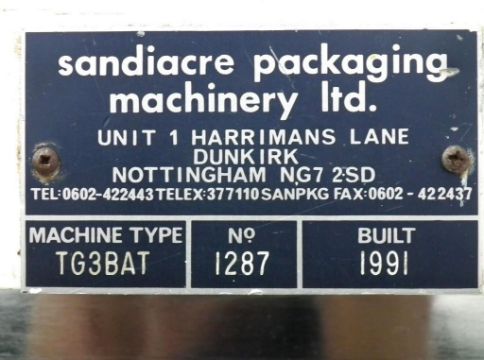 sandiacre packaging
machinery ltd.
UNIT 1 HARRIMANS LANE
DUNKIRK
NOTTINGHAM NG7 2SD
TEL:0602-422443 TELEX:377110 SANPKG FAX:0602 - 422437
MACHINE TYPE Nº BUILT
TG3BAT 1287 1991